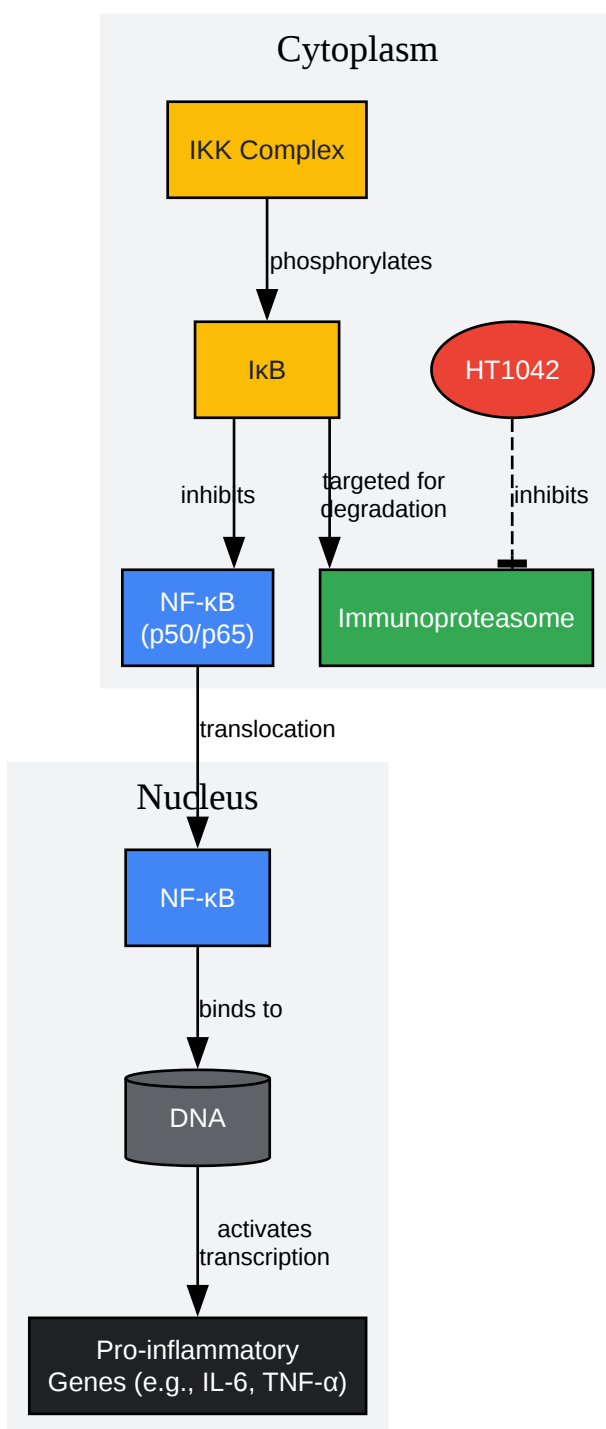 Cytoplasm
IKK Complex
phosphorylates
IκB
HT1042
inhibits
targeted for
degradation
inhibits
NF-κB
(p50/p65)
Immunoproteasome
translocation
Nucleus
NF-κB
binds to
DNA
activates
transcription
Pro-inflammatory
Genes (e.g., IL-6, TNF-α)